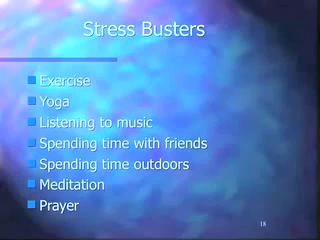 Stress Busters
Exercise
Yoga
Listening to music
Spending time with friends
Spending time outdoors
Meditation
Prayer
18